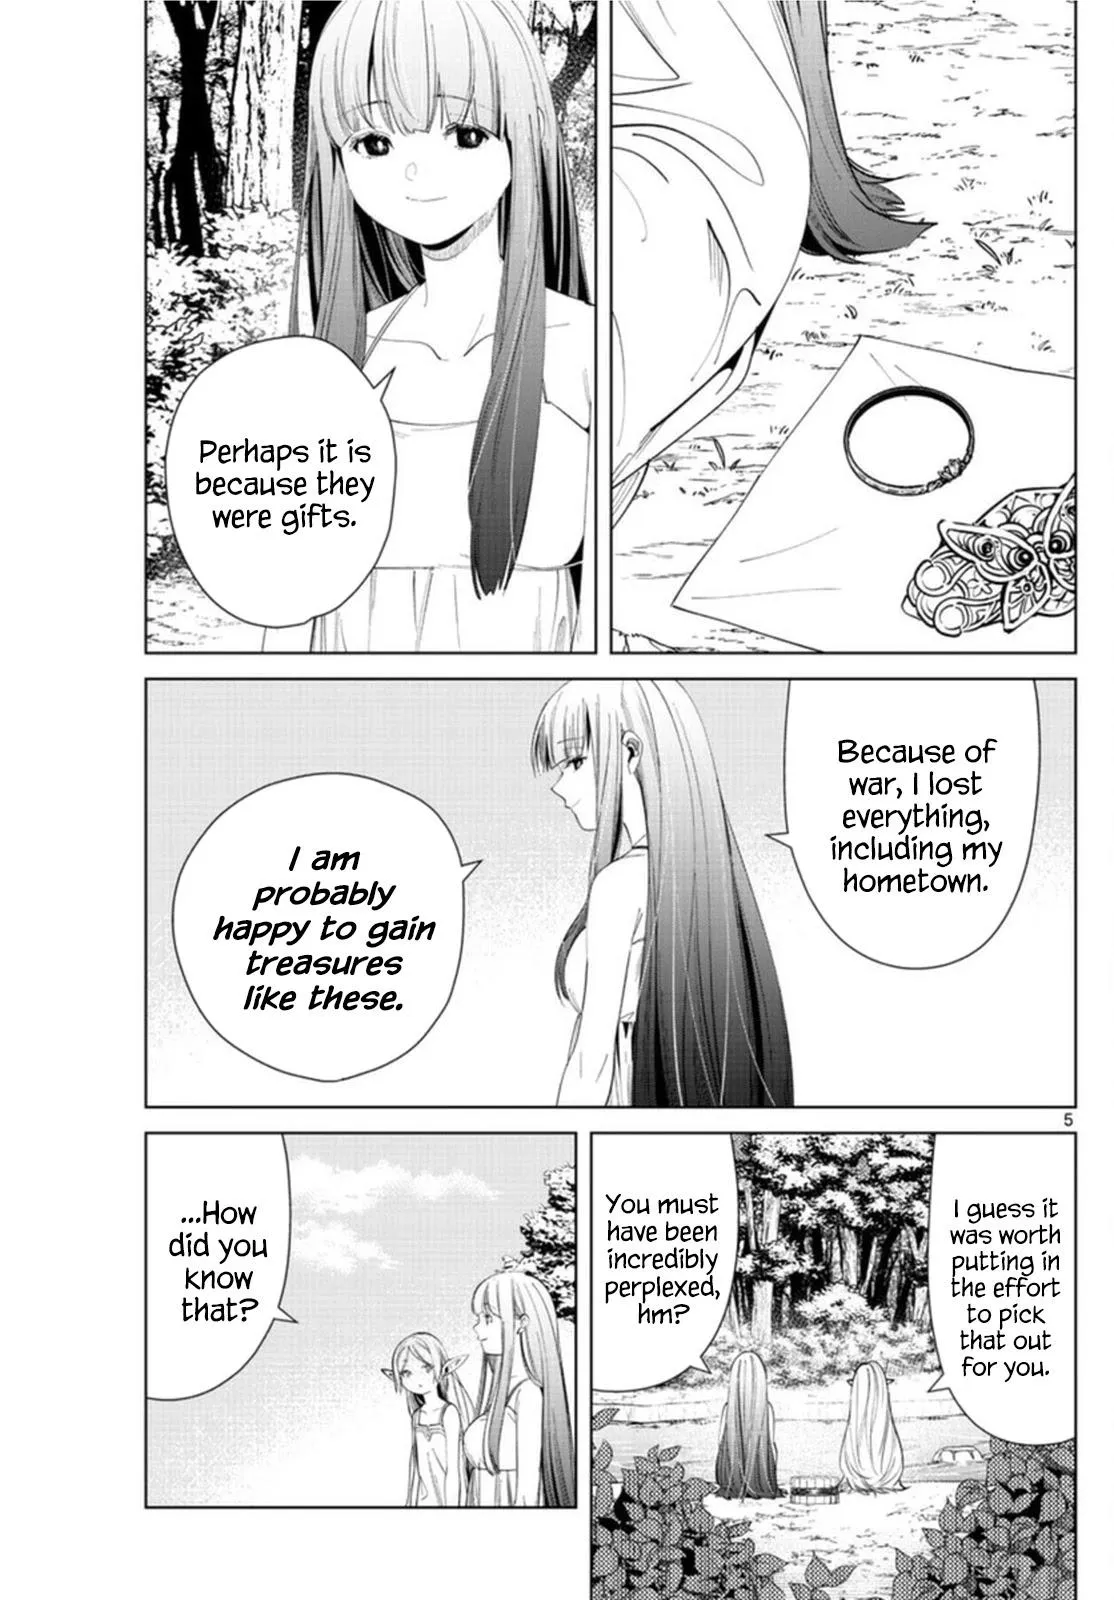 Perhaps it is
because they
were gifts.
Because of
war, I lost
everything,
including my
hometown.
I am
probably
happy to gain
treasures
like these.
5
I guess it
was worth
putting in
the effort
to pick
that out
for you.
You must
have been
incredibly
perplexed,
hm?
...How
did you
know
that?